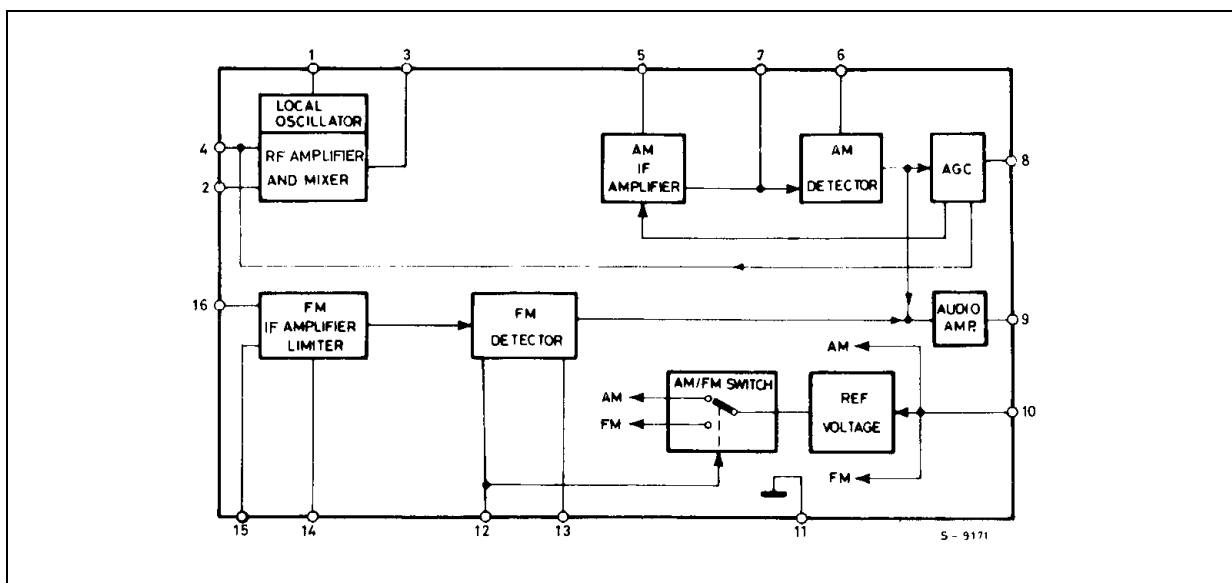 1
3
5
7
6
LOCAL
OSCILLATOR
RF AMPLIFIER
AND MIXER
4
2
AM
IF
AMPLIFIER
AM
DETECTOR
AGC
8
16
FM
IF AMPLIFIER
LIMITER
FM
DETECTOR
AUDIO
AMP.
9
AM
AM/FM SWITCH
AM
FM
REF
VOLTAGE
10
FM
15
14
12
13
11
S - 9171